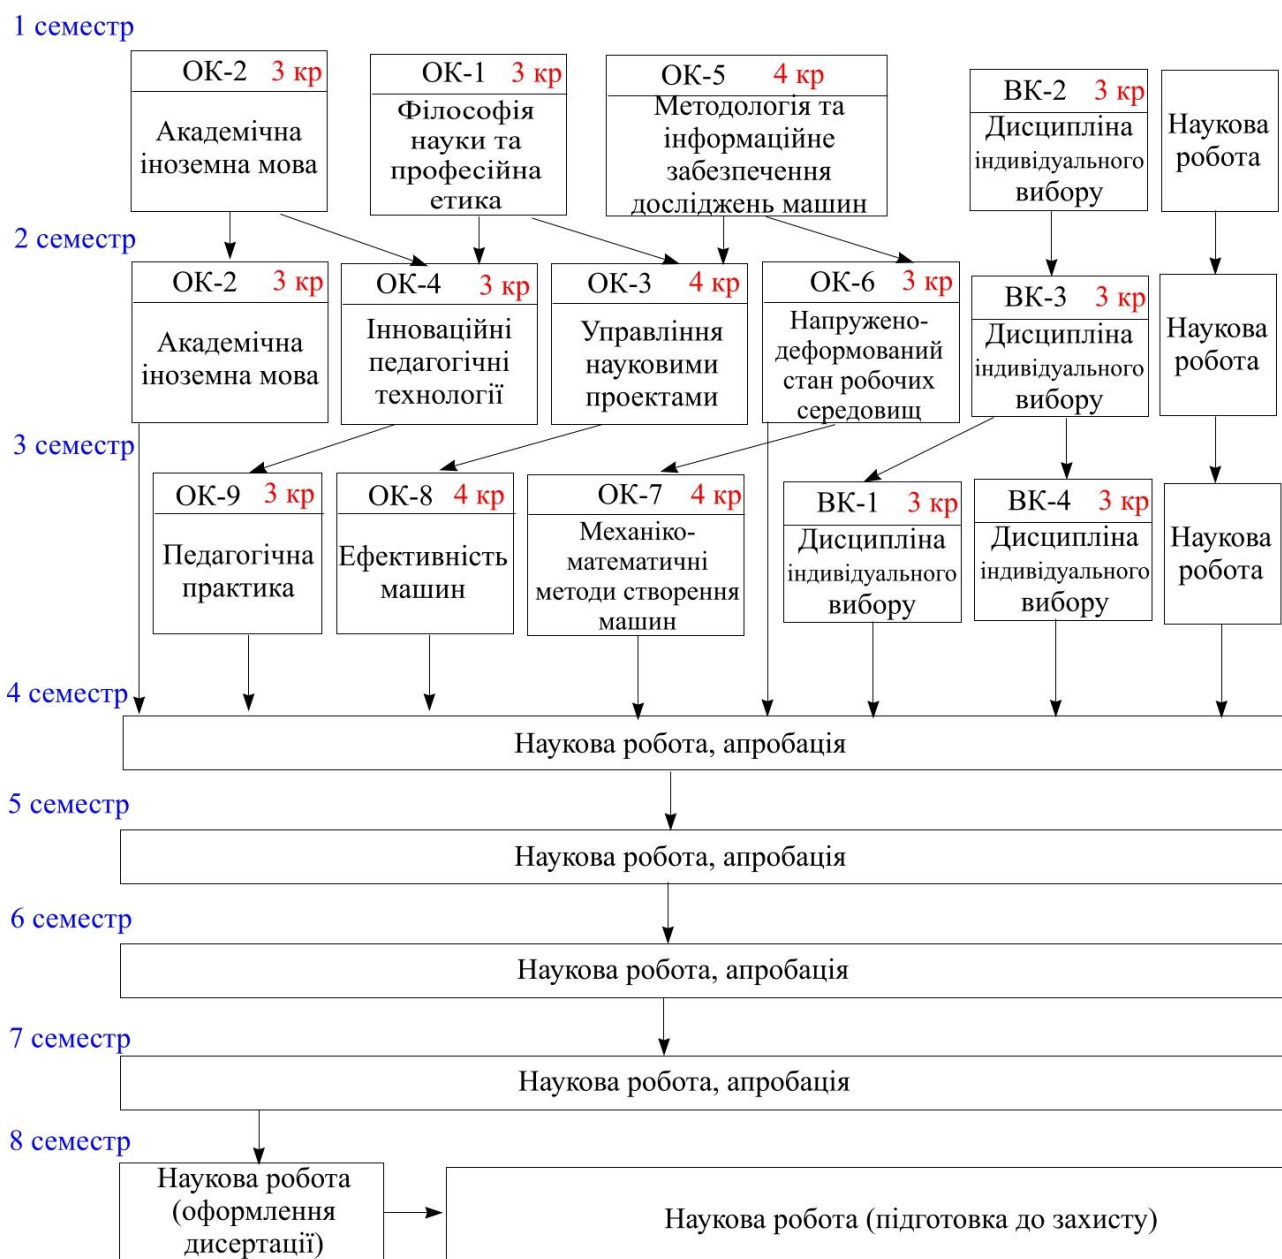 1 семестр
ОК-2 3 кр
Академічна
іноземна мова
ОК-1 3 кр
Філософія
науки та
професійна
етика
ОК-5 4 кр
Методологія та
інформаційне
забезпечення
досліджень машин
ВК-2 3 кр
Дисципліна
індивідуального
вибору
Наукова
робота
2 семестр
ОК-2 3 кр
Академічна
іноземна мова
ОК-4 3 кр
Інноваційні
педагогічні
технології
ОК-3 4 кр
Управління
науковими
проектами
ОК-6 3 кр
Напружено-
деформований
стан робочих
середовищ
ВК-3 3 кр
Дисципліна
індивідуального
вибору
Наукова
робота
3 семестр
ОК-9 3 кр
Педагогічна
практика
ОК-8 4 кр
Ефективність
машин
ОК-7 4 кр
Механіко-
математичні
методи створення
машин
ВК-1 3 кр
Дисципліна
індивідуального
вибору
ВК-4 3 кр
Дисципліна
індивідуального
вибору
Наукова
робота
4 семестр
Наукова робота, апробація
5 семестр
Наукова робота, апробація
6 семестр
Наукова робота, апробація
7 семестр
Наукова робота, апробація
8 семестр
Наукова робота
(оформлення
дисертації)
Наукова робота (підготовка до захисту)